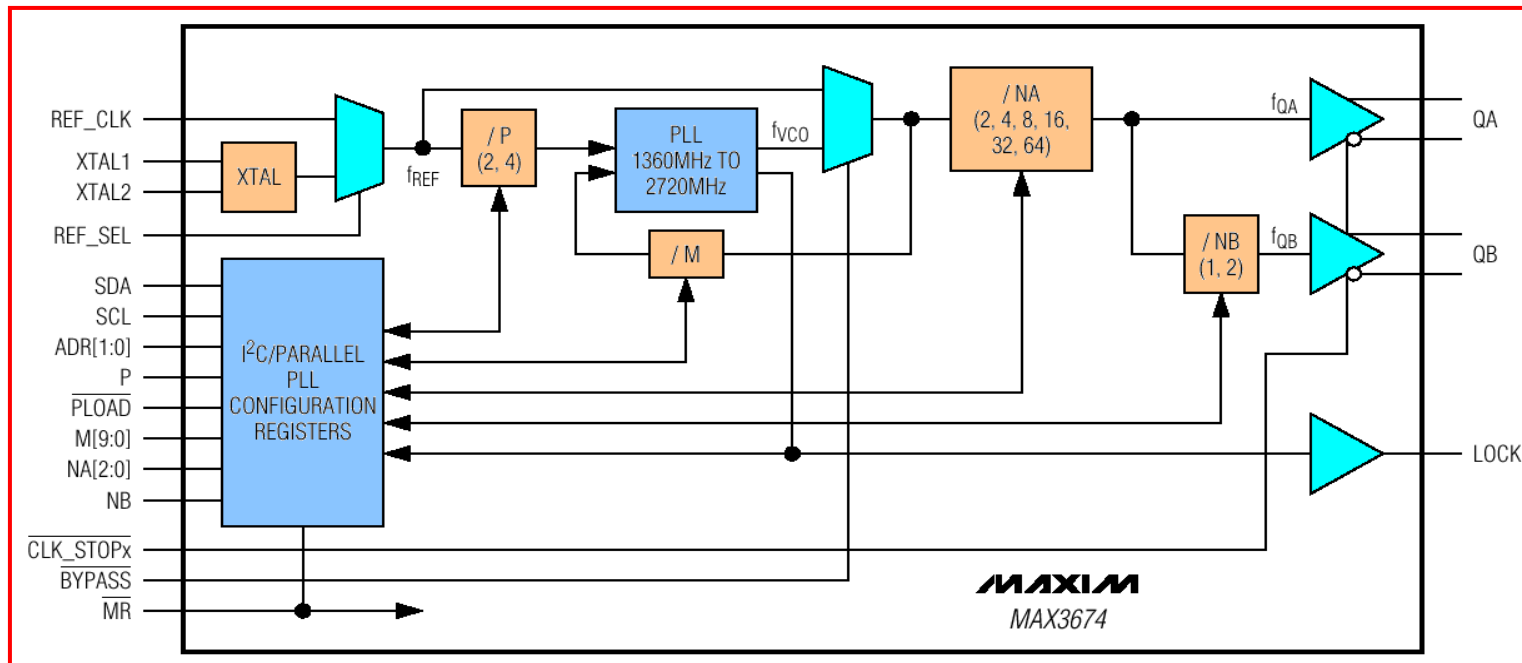 REF_CLK
XTAL1
XTAL2
REF_SEL
SDA
SCL
ADR[1:0]
P
PLOAD
M[9:0]
NA[2:0]
NB
CLK_STOPx
BYPASS
MR
XTAL
fREF
/ P
(2, 4)
PLL
1360MHz TO
2720MHz
fVCO
/ M
I²C/PARALLEL
PLL
CONFIGURATION
REGISTERS
/ NA
(2, 4, 8, 16,
32, 64)
/ NB
(1, 2)
fQA
fQB
QA
QB
LOCK
MAXIM
MAX3674